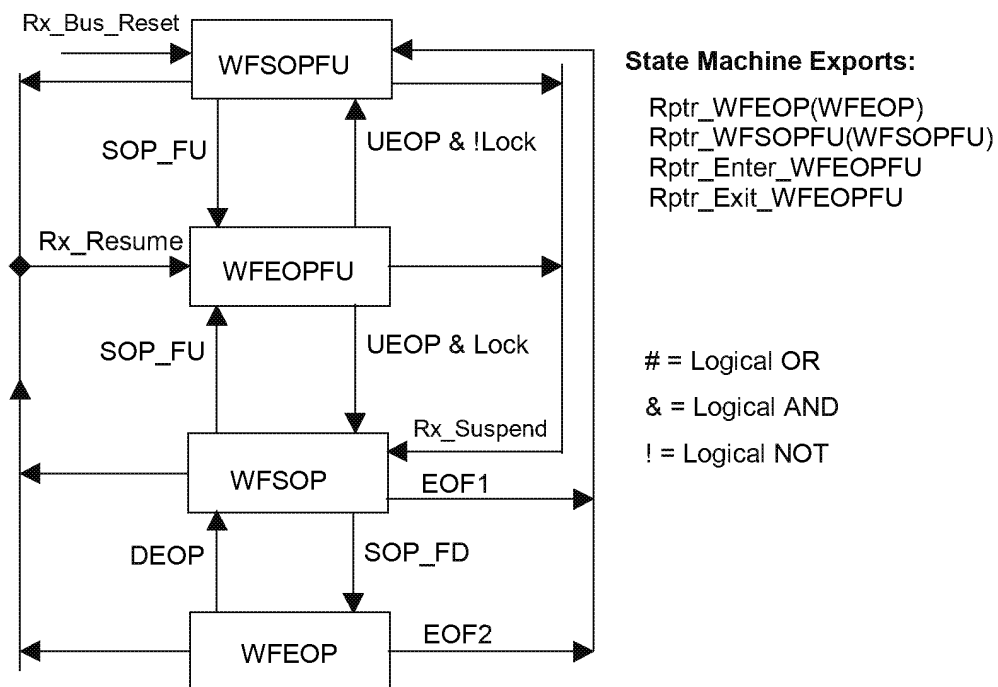 Rx_Bus_Reset
WFSOPFU
SOP_FU
UEOP & !Lock
Rx_Resume
WFEOPFU
SOP_FU
UEOP & Lock
Rx_Suspend
WFSOP
EOF1
DEOP
SOP_FD
WFEOP
EOF2
State Machine Exports:
Rptr_WFEOP(WFEOP)
Rptr_WFSOPFU(WFSOPFU)
Rptr_Enter_WFEOPFU
Rptr_Exit_WFEOPFU
# = Logical OR
& = Logical AND
! = Logical NOT